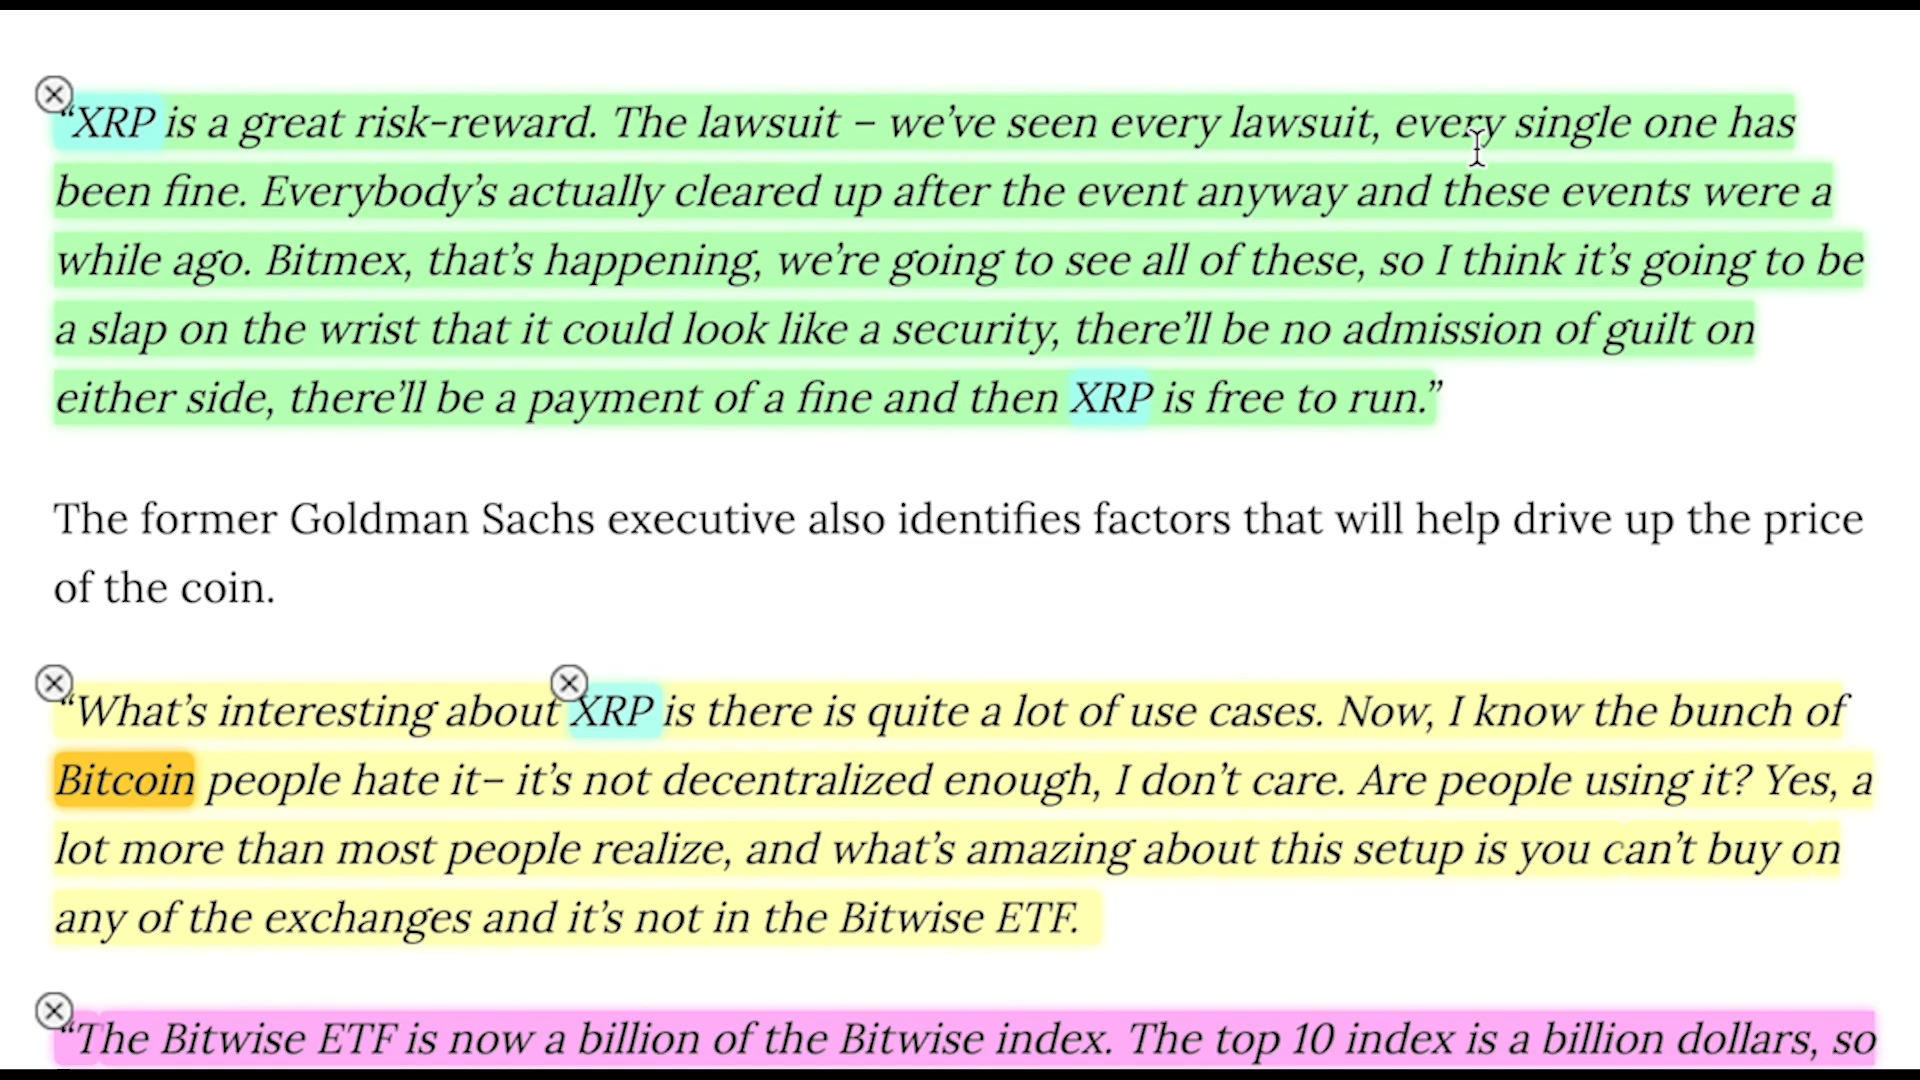 “XRP is a great risk-reward. The lawsuit – we’ve seen every lawsuit, every single one has
been fine. Everybody’s actually cleared up after the event anyway and these events were a
while ago. Bitmex, that’s happening, we’re going to see all of these, so I think it’s going to be
a slap on the wrist that it could look like a security, there’ll be no admission of guilt on
either side, there’ll be a payment of a fine and then XRP is free to run.”
The former Goldman Sachs executive also identifies factors that will help drive up the price
of the coin.
“What’s interesting about XRP is there is quite a lot of use cases. Now, I know the bunch of
Bitcoin people hate it– it’s not decentralized enough, I don’t care. Are people using it? Yes, a
lot more than most people realize, and what’s amazing about this setup is you can’t buy on
any of the exchanges and it’s not in the Bitwise ETF.
“The Bitwise ETF is now a billion of the Bitwise index. The top 10 index is a billion dollars, so